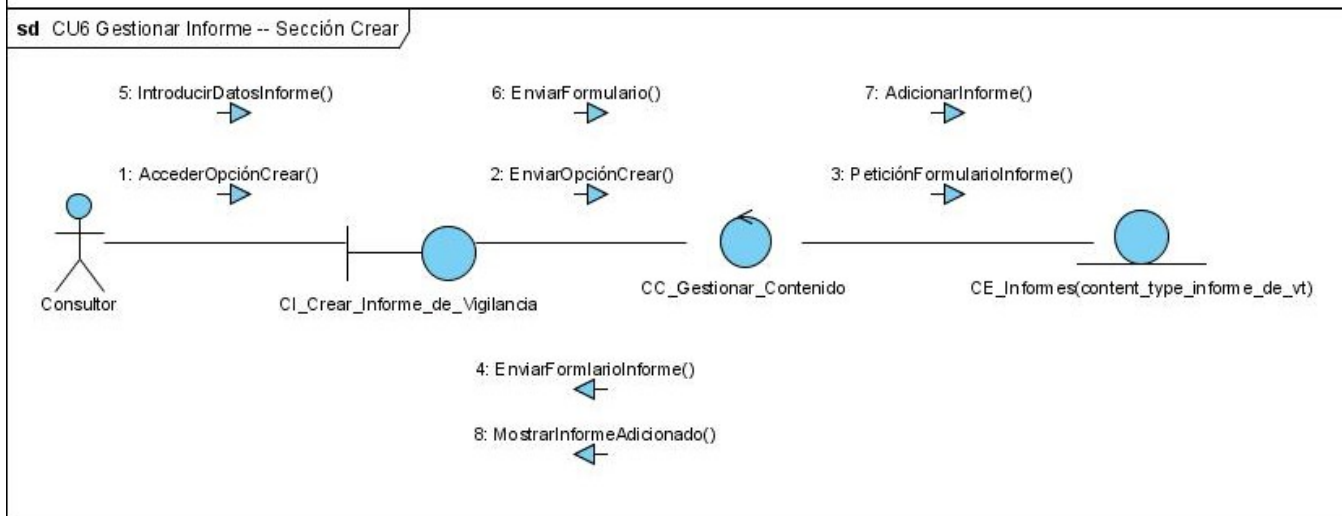 sd CU6 Gestionar Informe -- Sección Crear
5: IntroducirDatosInforme()
6: EnviarFormulario()
7: AdicionarInforme()
1: AccederOpciónCrear()
2: EnviarOpciónCrear()
3: PeticiónFormularioInforme()
Consultor
CI_Crear_Informe_de_Vigilancia
CC_Gestionar_Contenido
CE_Informes(content_type_informe_de_vt)
4: EnviarFormlarioInforme()
8: MostrarInformeAdicionado()